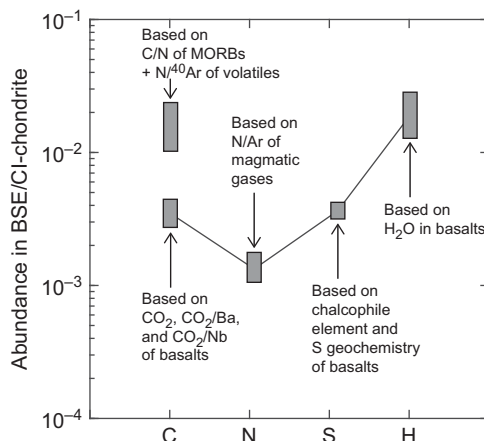 Abundance in BSE/CI-chondrite
10⁻¹
10⁻²
10⁻³
10⁻⁴
Based on
C/N of MORBs
+ N/⁴⁰Ar of volatiles
Based on
N/Ar of
magmatic
gases
Based on
H₂O in basalts
Based on
CO₂, CO₂/Ba,
and CO₂/Nb
of basalts
Based on
chalcophile
element and
S geochemistry
of basalts
C N S H